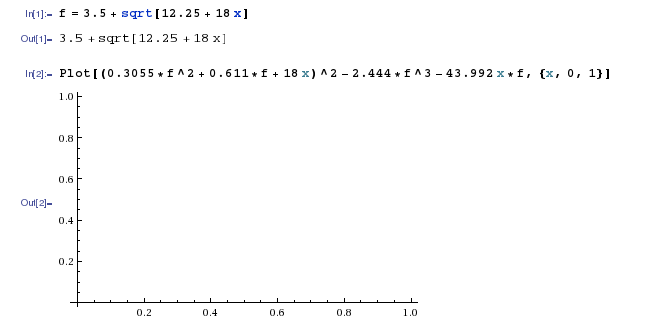 In[1]:= f = 3.5 + sqrt[12.25 + 18 x]
Out[1]= 3.5 + sqrt[12.25 + 18 x]
In[2]:= Plot[(0.3055 * f ^ 2 + 0.611 * f + 18 x) ^ 2 - 2.444 * f ^ 3 - 43.992 x * f, {x, 0, 1}]
1.0
0.8
0.6
Out[2]=
0.4
0.2
0.2 0.4 0.6 0.8 1.0